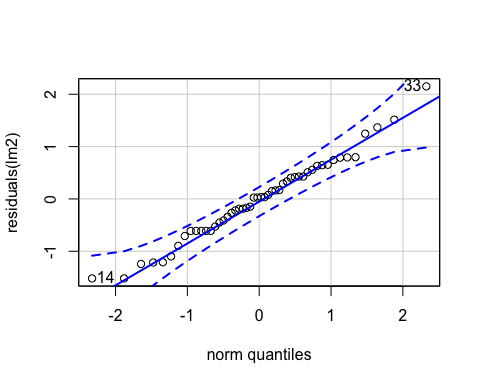 33
2
1
0
-1
residuals(lm2)
14
-2 -1 0 1 2
norm quantiles